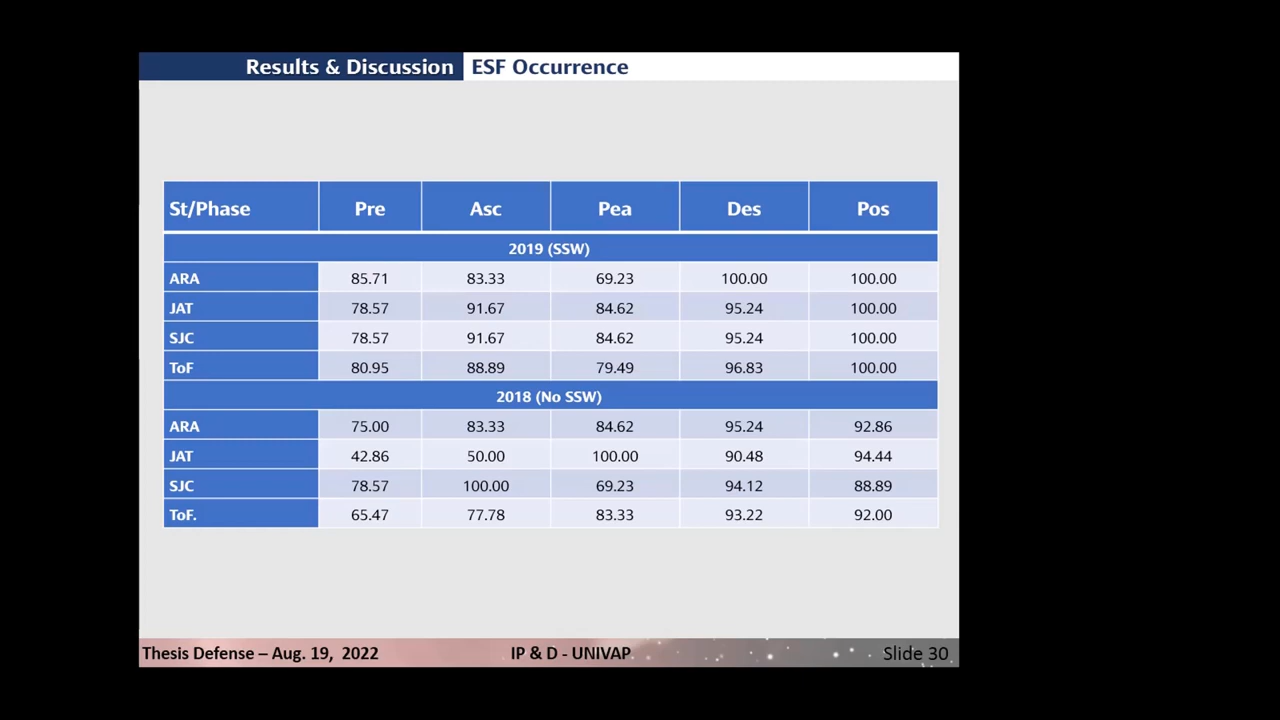 Results & Discussion ESF Occurrence
St/Phase Pre Asc Pea Des Pos
2019 (SSW)
ARA 85.71 83.33 69.23 100.00 100.00
JAT 78.57 91.67 84.62 95.24 100.00
SJC 78.57 91.67 84.62 95.24 100.00
ToF 80.95 88.89 79.49 96.83 100.00
2018 (No SSW)
ARA 75.00 83.33 84.62 95.24 92.86
JAT 42.86 50.00 100.00 90.48 94.44
SJC 78.57 100.00 69.23 94.12 88.89
ToF. 65.47 77.78 83.33 93.22 92.00
Thesis Defense – Aug. 19, 2022 IP & D - UNIVAP Slide 30